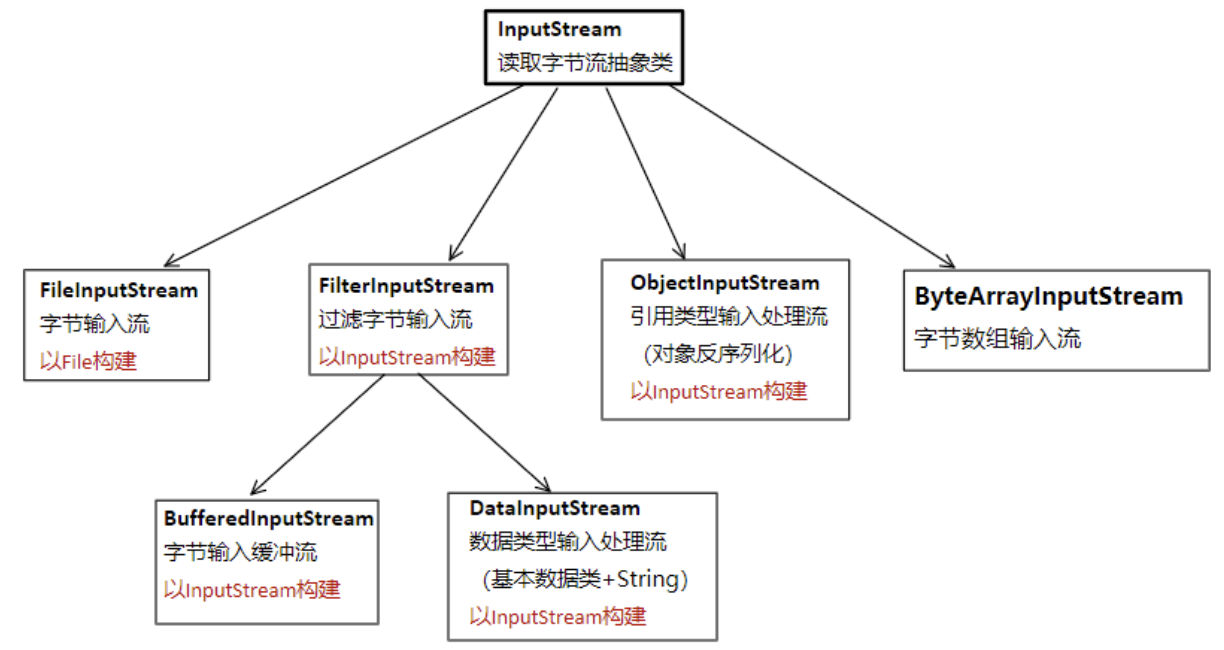 InputStream
读取字节流抽象类
FileInputStream
字节输入流
以File构建
FilterInputStream
过滤字节输入流
以InputStream构建
ObjectInputStream
引用类型输入处理流
（对象反序列化）
以InputStream构建
ByteArrayInputStream
字节数组输入流
BufferedInputStream
字节输入缓冲流
以InputStream构建
DataInputStream
数据类型输入处理流
（基本数据类+String）
以InputStream构建